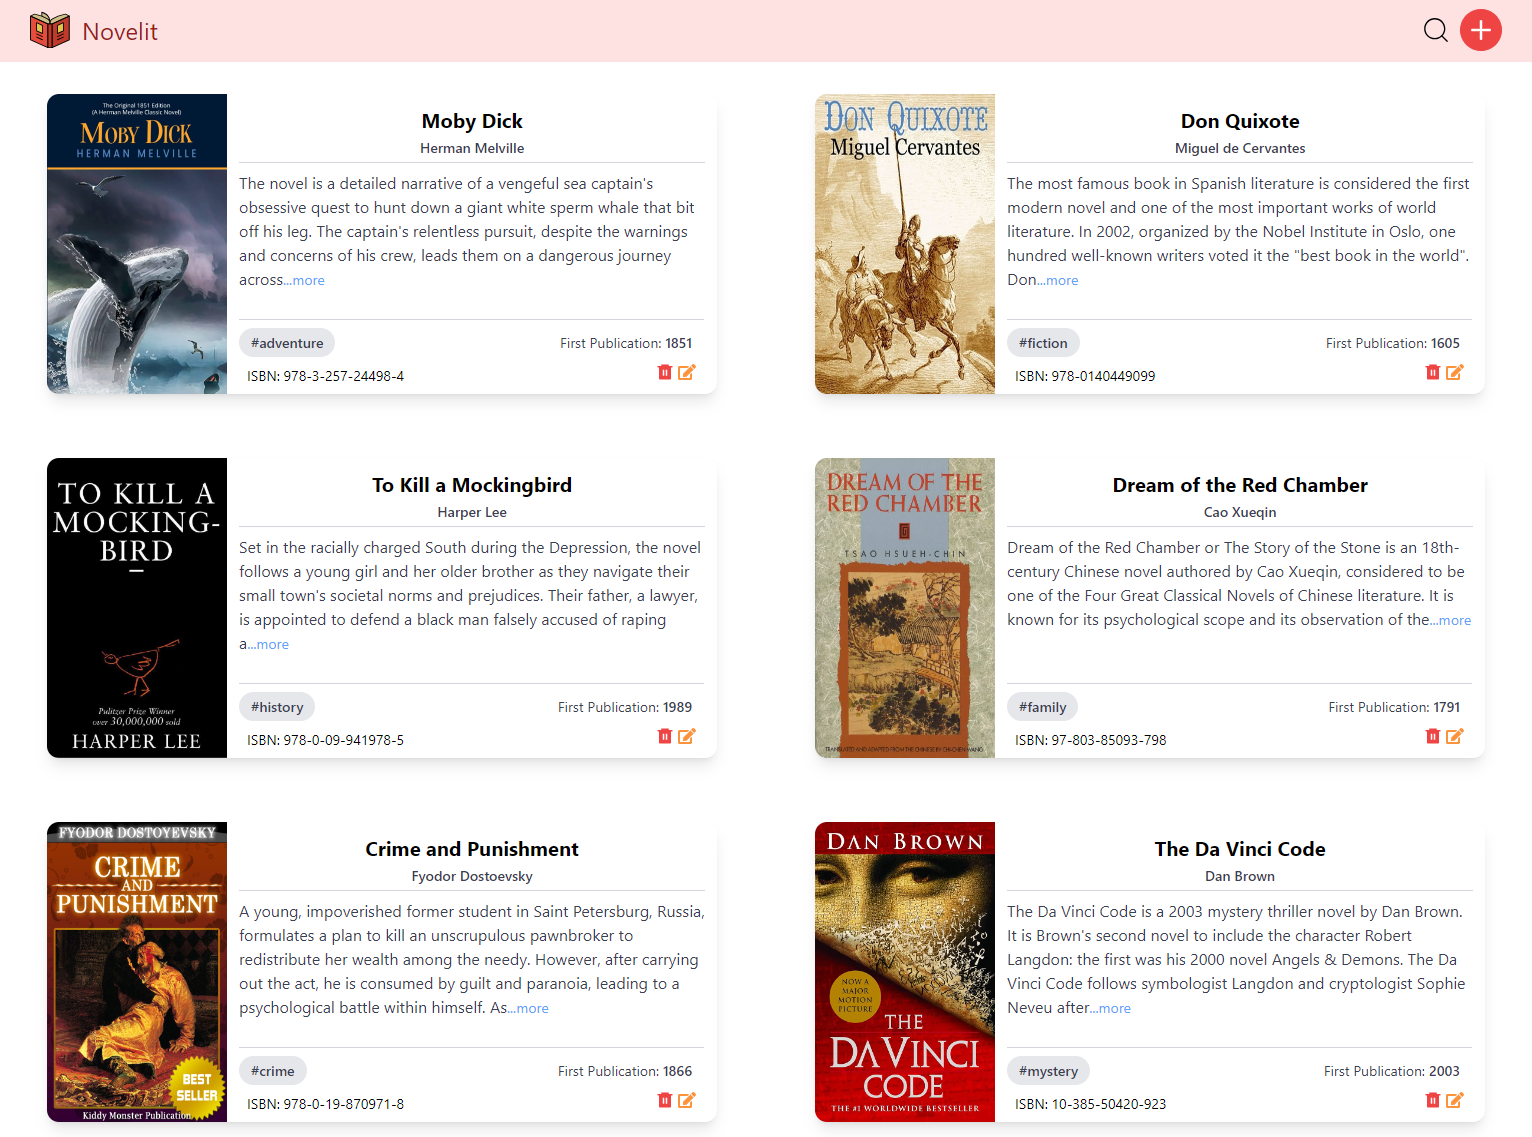 Novelit
The Original 1851 Edition
(A Herman Melville Classic Novel)
MOBY DICK
HERMAN MELVILLE
Moby Dick
Herman Melville
The novel is a detailed narrative of a vengeful sea captain's
obsessive quest to hunt down a giant white sperm whale that bit
off his leg. The captain's relentless pursuit, despite the warnings
and concerns of his crew, leads them on a dangerous journey
across...more
#adventure
First Publication: 1851
ISBN: 978-3-257-24498-4
DON QUIXOTE
Miguel Cervantes
Don Quixote
Miguel de Cervantes
The most famous book in Spanish literature is considered the first
modern novel and one of the most important works of world
literature. In 2002, organized by the Nobel Institute in Oslo, one
hundred well-known writers voted it the "best book in the world".
Don...more
#fiction
First Publication: 1605
ISBN: 978-0140449099
TO KILL A
MOCKING-
BIRD
Pulitzer Prize Winner
over 30,000,000 sold
HARPER LEE
To Kill a Mockingbird
Harper Lee
Set in the racially charged South during the Depression, the novel
follows a young girl and her older brother as they navigate their
small town's societal norms and prejudices. Their father, a lawyer,
is appointed to defend a black man falsely accused of raping
a...more
#history
First Publication: 1989
ISBN: 978-0-09-941978-5
DREAM OF THE
RED CHAMBER
TSAO HSUEH-CHIN
TRANSLATED AND ADAPTED FROM THE CHINESE BY CHI-CHEN WANG
Dream of the Red Chamber
Cao Xueqin
Dream of the Red Chamber or The Story of the Stone is an 18th-
century Chinese novel authored by Cao Xueqin, considered to be
one of the Four Great Classical Novels of Chinese literature. It is
known for its psychological scope and its observation of the...more
#family
First Publication: 1791
ISBN: 97-803-85093-798
FYODOR DOSTOYEVSKY
CRIME
AND
PUNISHMENT
BEST
SELLER
Kiddy Monster Publication
Crime and Punishment
Fyodor Dostoevsky
A young, impoverished former student in Saint Petersburg, Russia,
formulates a plan to kill an unscrupulous pawnbroker to
redistribute her wealth among the needy. However, after carrying
out the act, he is consumed by guilt and paranoia, leading to a
psychological battle within himself. As...more
#crime
First Publication: 1866
ISBN: 978-0-19-870971-8
DAN BROWN
NOW A
MAJOR
MOTION
PICTURE
THE
DA VINCI
CODE
THE #1 WORLDWIDE BESTSELLER
The Da Vinci Code
Dan Brown
The Da Vinci Code is a 2003 mystery thriller novel by Dan Brown.
It is Brown's second novel to include the character Robert
Langdon: the first was his 2000 novel Angels & Demons. The Da
Vinci Code follows symbologist Langdon and cryptologist Sophie
Neveu after...more
#mystery
First Publication: 2003
ISBN: 10-385-50420-923